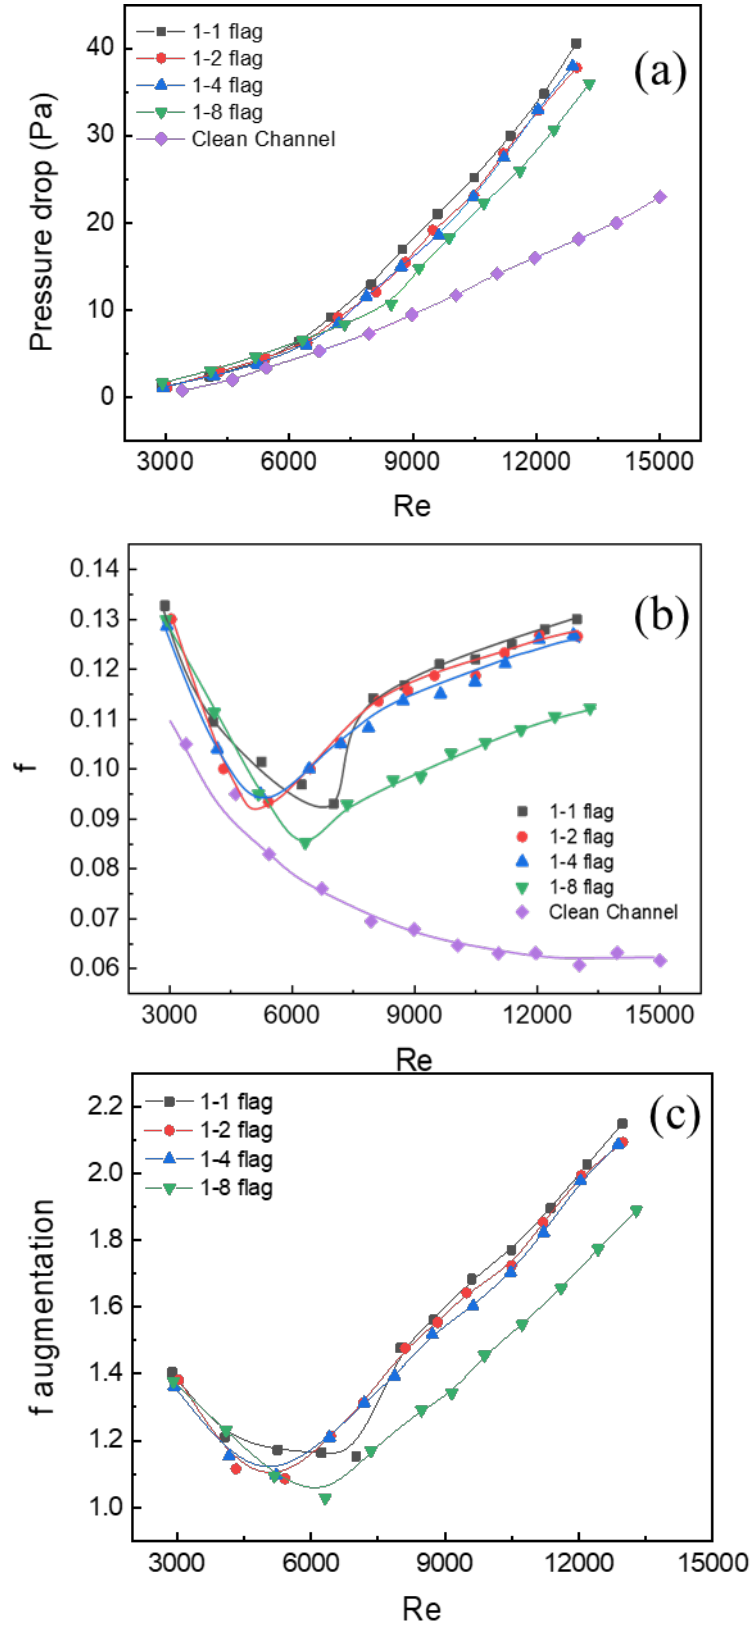 1-1 flag
1-2 flag
1-4 flag
1-8 flag
Clean Channel
(a)
40
30
20
10
0
Pressure drop (Pa)
3000 6000 9000 12000 15000
Re
0.14
0.13
0.12
0.11
0.10
0.09
0.08
0.07
0.06
f
(b)
1-1 flag
1-2 flag
1-4 flag
1-8 flag
Clean Channel
3000 6000 9000 12000 15000
Re
1-1 flag
1-2 flag
1-4 flag
1-8 flag
(c)
2.2
2.0
1.8
1.6
1.4
1.2
1.0
f augmentation
3000 6000 9000 12000 15000
Re